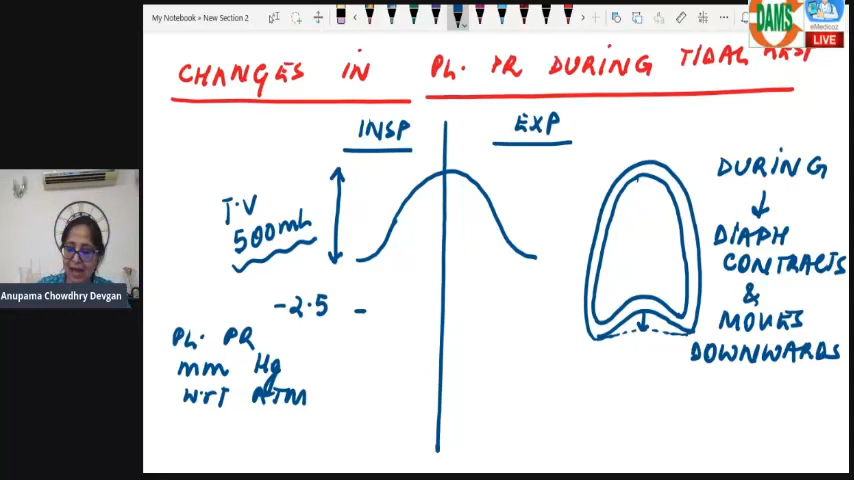 My Notebook » New Section 2
DAMS
eMedicoz
LIVE
CHANGES IN PL. PR DURING TIDAL RESP
INSP
EXP
T.V
500ml
-2.5 -
PL. PR
mm Hg
w.r.t ATM
DURING
↓
DIAPH
CONTRACTS
&
MOVES
DOWNWARDS
Anupama Chowdhry Devgan